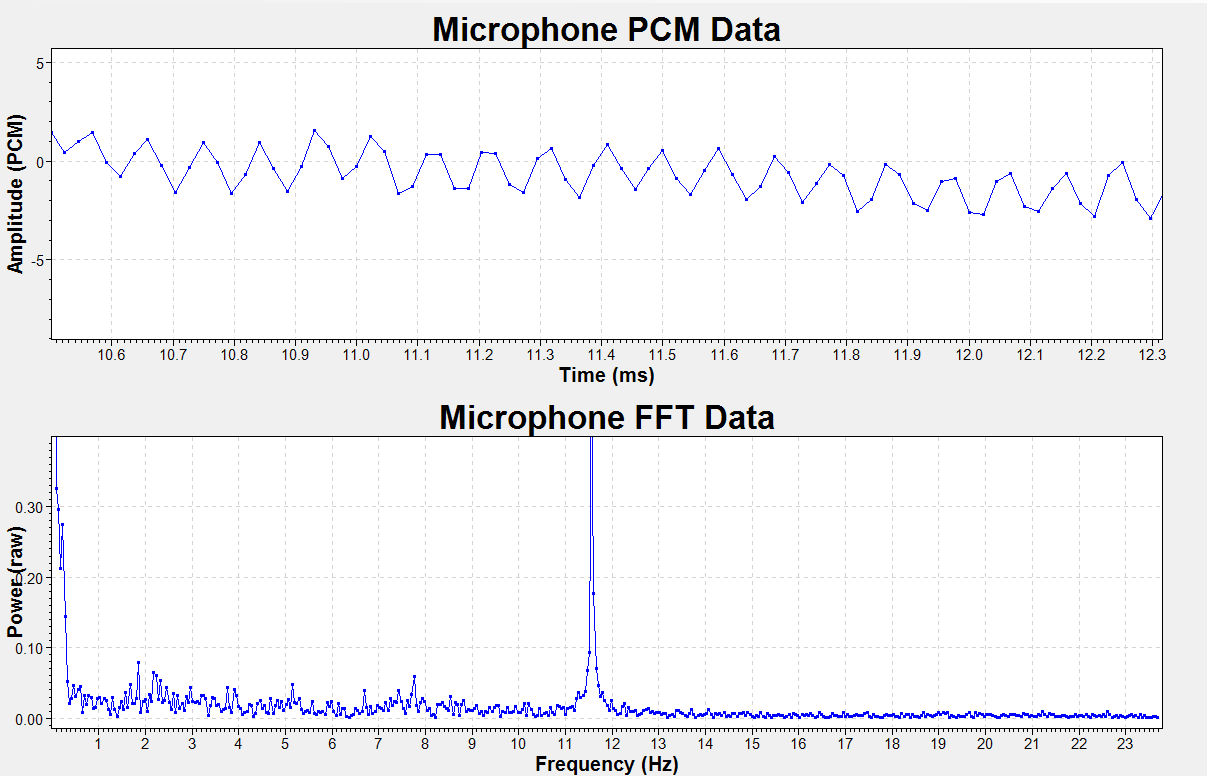 Microphone PCM Data
5
0
-5
Amplitude (PCM)
10.6 10.7 10.8 10.9 11.0 11.1 11.2 11.3 11.4 11.5 11.6 11.7 11.8 11.9 12.0 12.1 12.2 12.3
Time (ms)
Microphone FFT Data
0.30
0.20
0.10
0.00
Power (raw)
1 2 3 4 5 6 7 8 9 10 11 12 13 14 15 16 17 18 19 20 21 22 23
Frequency (Hz)